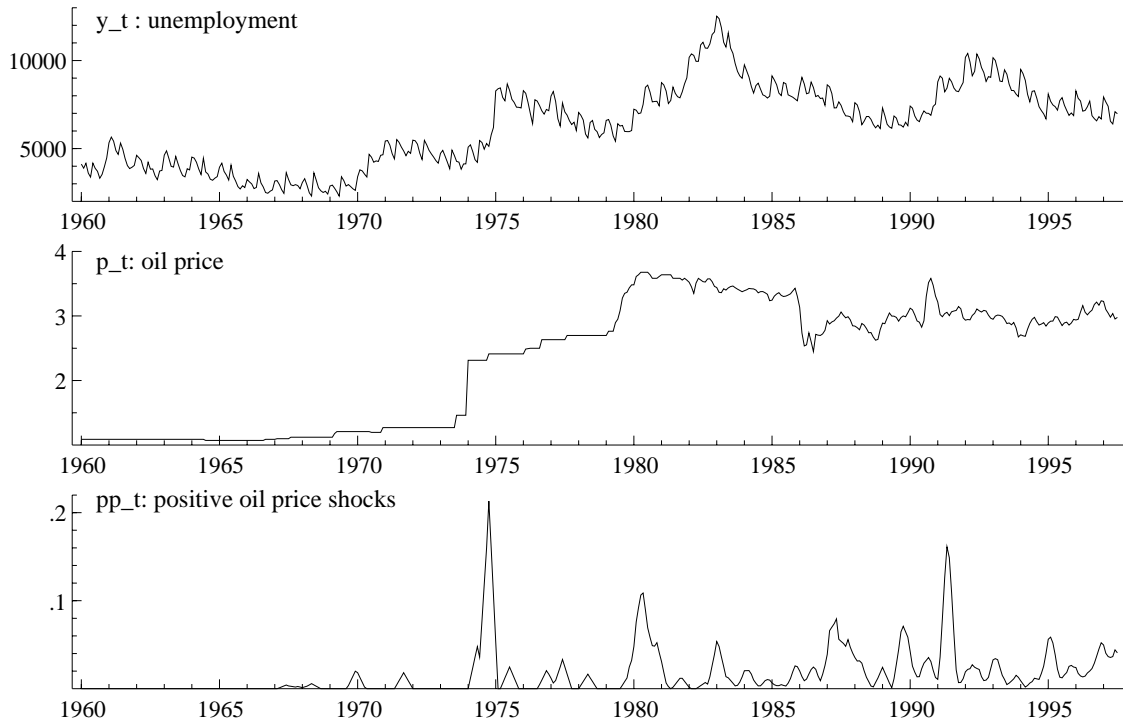 y_t : unemployment
10000
5000
1960 1965 1970 1975 1980 1985 1990 1995
p_t: oil price
4
3
2
1960 1965 1970 1975 1980 1985 1990 1995
pp_t: positive oil price shocks
.2
.1
1960 1965 1970 1975 1980 1985 1990 1995